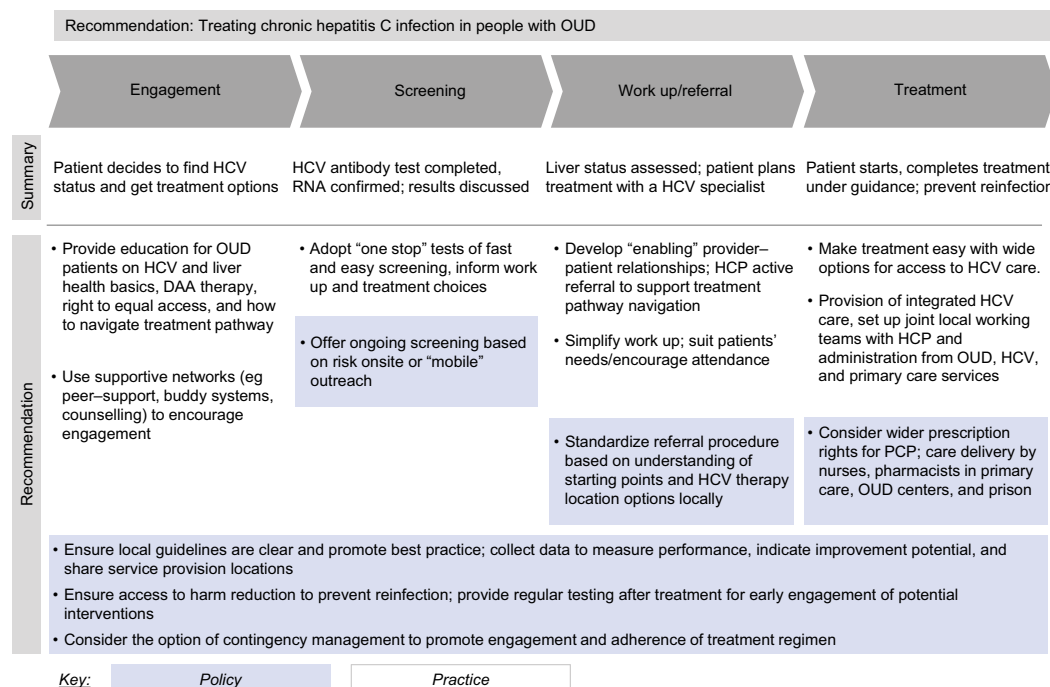 Recommendation: Treating chronic hepatitis C infection in people with OUD
Engagement
Screening
Work up/referral
Treatment
Summary
Patient decides to find HCV
status and get treatment options
HCV antibody test completed,
RNA confirmed; results discussed
Liver status assessed; patient plans
treatment with a HCV specialist
Patient starts, completes treatment
under guidance; prevent reinfection
Recommendation
• Provide education for OUD
patients on HCV and liver
health basics, DAA therapy,
right to equal access, and how
to navigate treatment pathway
• Use supportive networks (eg
peer–support, buddy systems,
counselling) to encourage
engagement
• Adopt “one stop” tests of fast
and easy screening, inform work
up and treatment choices
• Offer ongoing screening based
on risk onsite or “mobile”
outreach
• Develop “enabling” provider–
patient relationships; HCP active
referral to support treatment
pathway navigation
• Simplify work up; suit patients’
needs/encourage attendance
• Standardize referral procedure
based on understanding of
starting points and HCV therapy
location options locally
• Make treatment easy with wide
options for access to HCV care.
• Provision of integrated HCV
care, set up joint local working
teams with HCP and
administration from OUD, HCV,
and primary care services
• Consider wider prescription
rights for PCP; care delivery by
nurses, pharmacists in primary
care, OUD centers, and prison
• Ensure local guidelines are clear and promote best practice; collect data to measure performance, indicate improvement potential, and
share service provision locations
• Ensure access to harm reduction to prevent reinfection; provide regular testing after treatment for early engagement of potential
interventions
• Consider the option of contingency management to promote engagement and adherence of treatment regimen
Key:
Policy
Practice